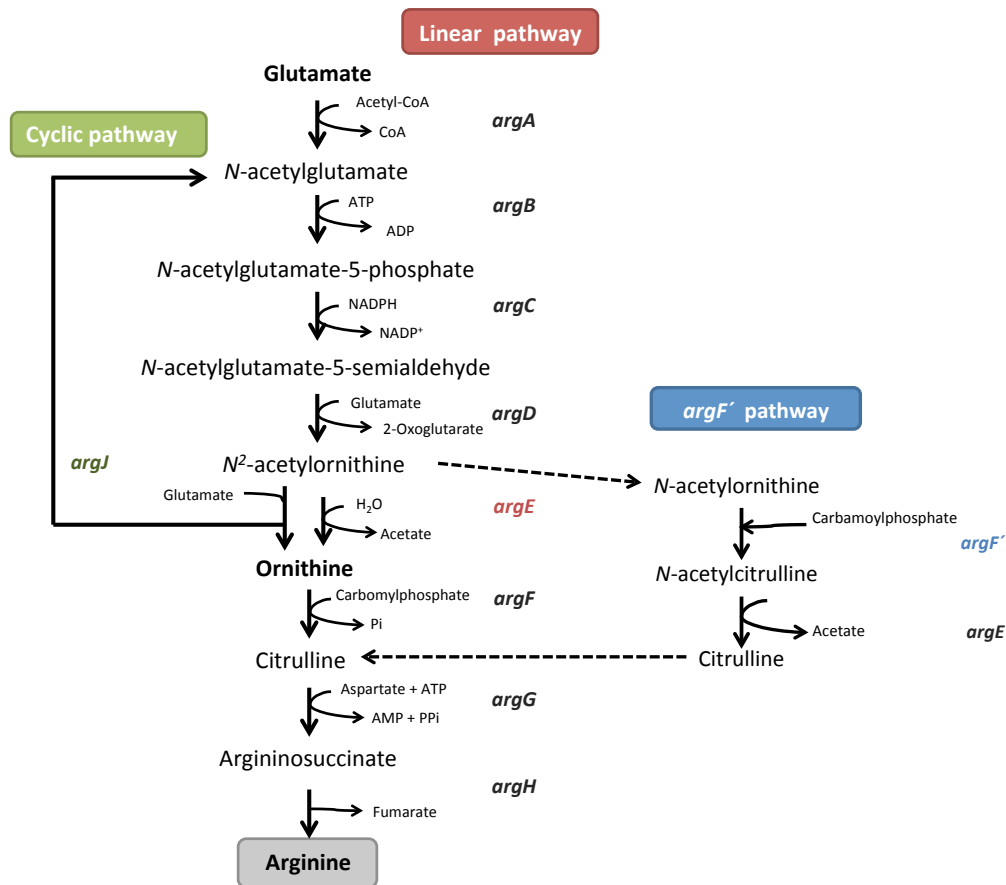 Linear pathway
Glutamate
Acetyl-CoA
argA
CoA
Cyclic pathway
N-acetylglutamate
ATP
argB
ADP
N-acetylglutamate-5-phosphate
NADPH
argC
NADP⁺
N-acetylglutamate-5-semialdehyde
Glutamate
argD
2-Oxoglutarate
argF´ pathway
argJ
N²-acetylornithine
N-acetylornithine
Glutamate
H₂O
argE
Acetate
Carbamoylphosphate
argF´
Ornithine
N-acetylcitrulline
Carbomylphosphate
argF
Pi
Acetate
argE
Citrulline
Citrulline
Aspartate + ATP
argG
AMP + PPi
Argininosuccinate
argH
Fumarate
Arginine